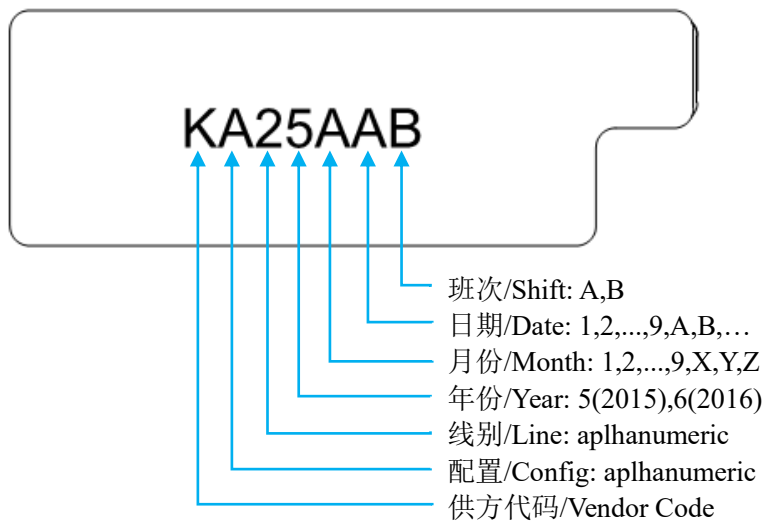 KA25AAB
班次/Shift: A,B
日期/Date: 1,2,...,9,A,B,…
月份/Month: 1,2,...,9,X,Y,Z
年份/Year: 5(2015),6(2016)
线别/Line: aplhanumeric
配置/Config: aplhanumeric
供方代码/Vendor Code